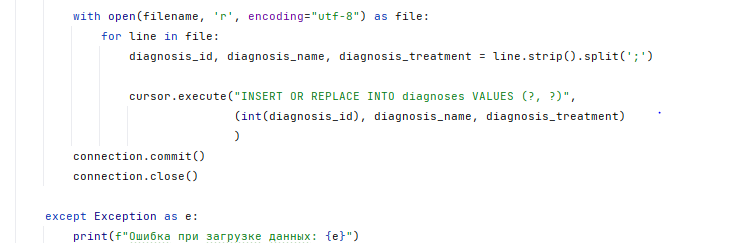 with open(filename, 'r', encoding="utf-8") as file:
for line in file:
diagnosis_id, diagnosis_name, diagnosis_treatment = line.strip().split(';')
cursor.execute("INSERT OR REPLACE INTO diagnoses VALUES (?, ?)",
(int(diagnosis_id), diagnosis_name, diagnosis_treatment)
)
connection.commit()
connection.close()
except Exception as e:
print(f"Ошибка при загрузке данных: {e}")